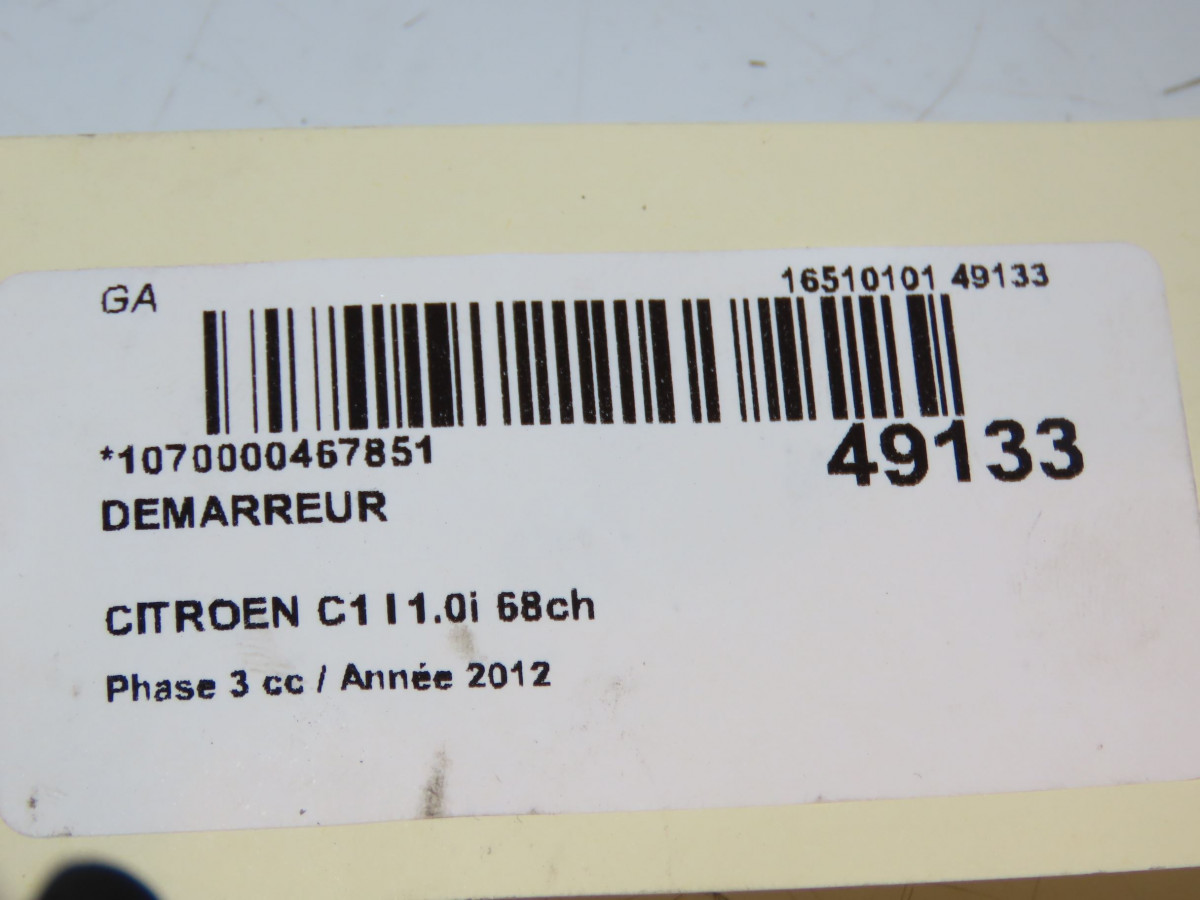 GA
16510101 49133
*1070000467851
49133
DEMARREUR
CITROEN C1 I 1.0i 68ch
Phase 3 cc / Année 2012